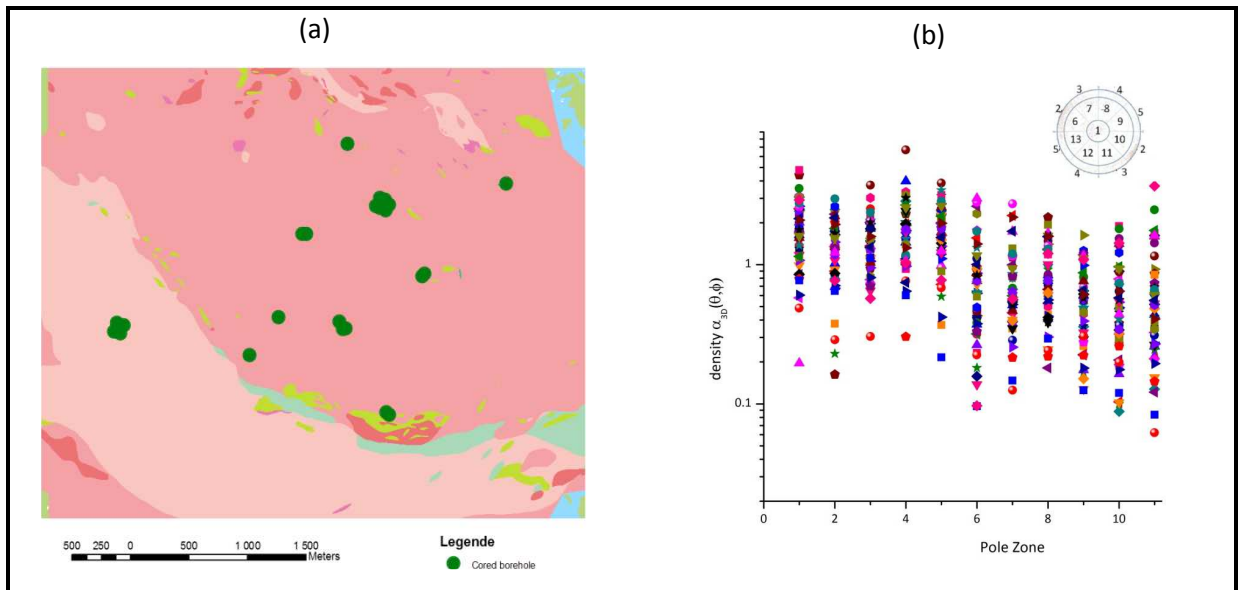 (a)
(b)
3 4
2 7 8 5
6 9
1
13 10
5 12 11 2
4 3
density α3D(θ,ϕ)
1
0.1
0 2 4 6 8 10
Pole Zone
500 250 0 500 1 000 1 500
Meters
Legende
Cored borehole